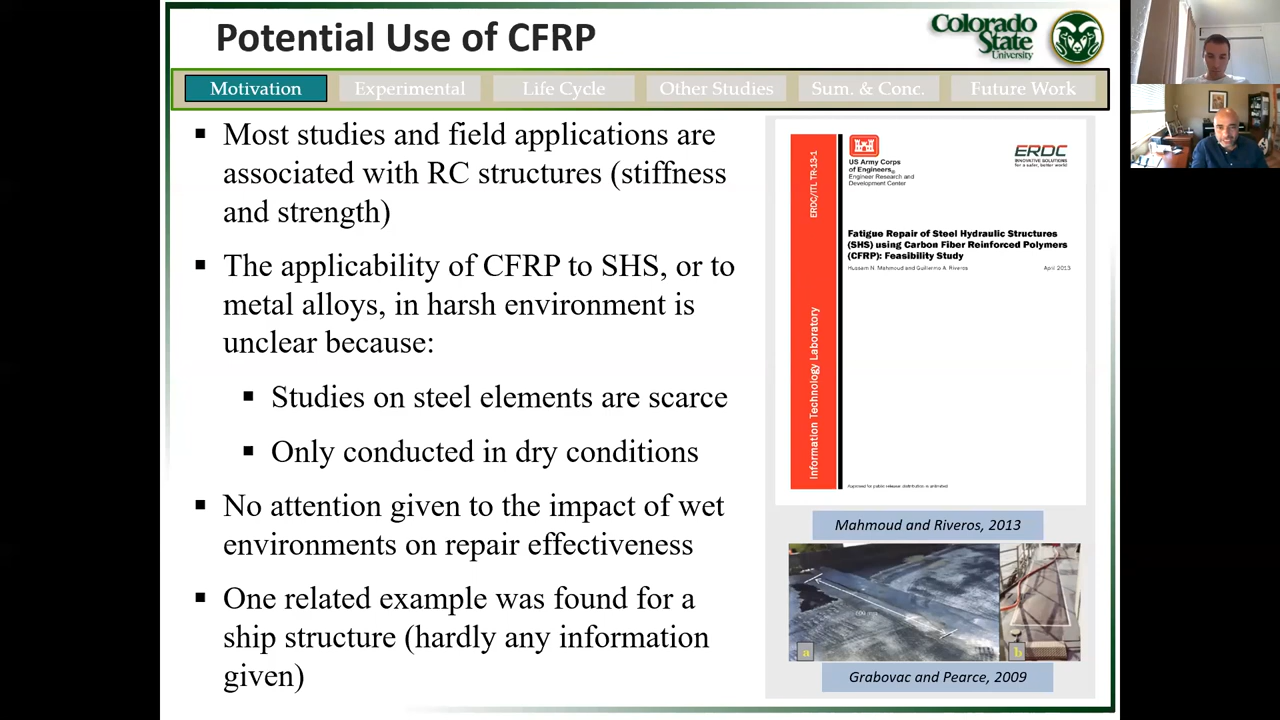 Potential Use of CFRP
Colorado
State
University
Motivation
Experimental
Life Cycle
Other Studies
Sum. & Conc.
Future Work
▪ Most studies and field applications are
associated with RC structures (stiffness
and strength)
▪ The applicability of CFRP to SHS, or to
metal alloys, in harsh environment is
unclear because:
▪ Studies on steel elements are scarce
▪ Only conducted in dry conditions
▪ No attention given to the impact of wet
environments on repair effectiveness
▪ One related example was found for a
ship structure (hardly any information
given)
ERDC/ITL TR-13-1
Information Technology Laboratory
US Army Corps
of Engineers®
Engineer Research and
Development Center
ERDC
INNOVATIVE SOLUTIONS
for a safer, better world
Fatigue Repair of Steel Hydraulic Structures
(SHS) using Carbon Fiber Reinforced Polymers
(CFRP): Feasibility Study
Hussam N. Mahmoud and Guillermo A. Riveros
April 2013
Approved for public release; distribution is unlimited.
Mahmoud and Riveros, 2013
a
b
Grabovac and Pearce, 2009